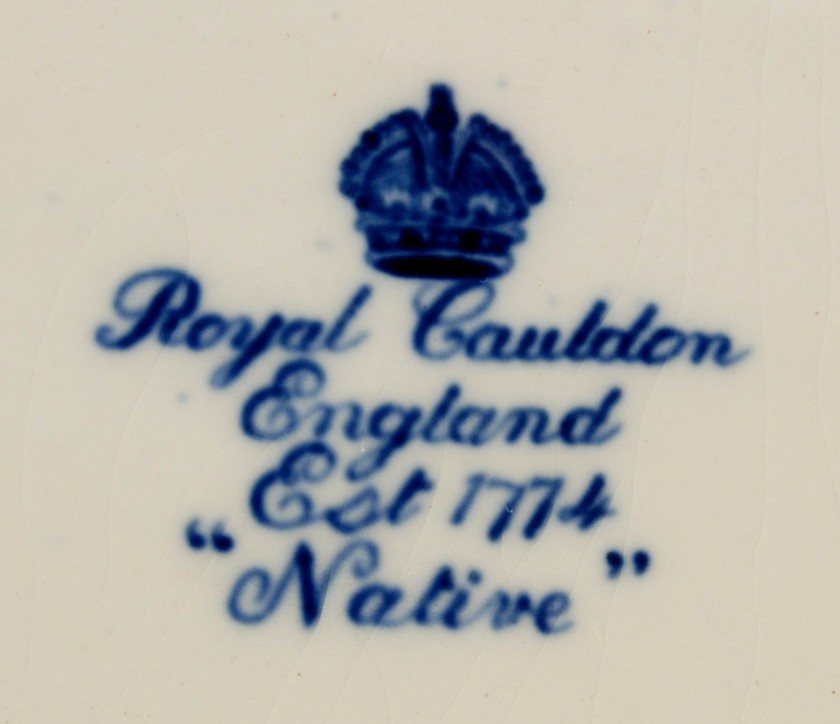 Royal Cauldon
England
Est 1774
“Native”